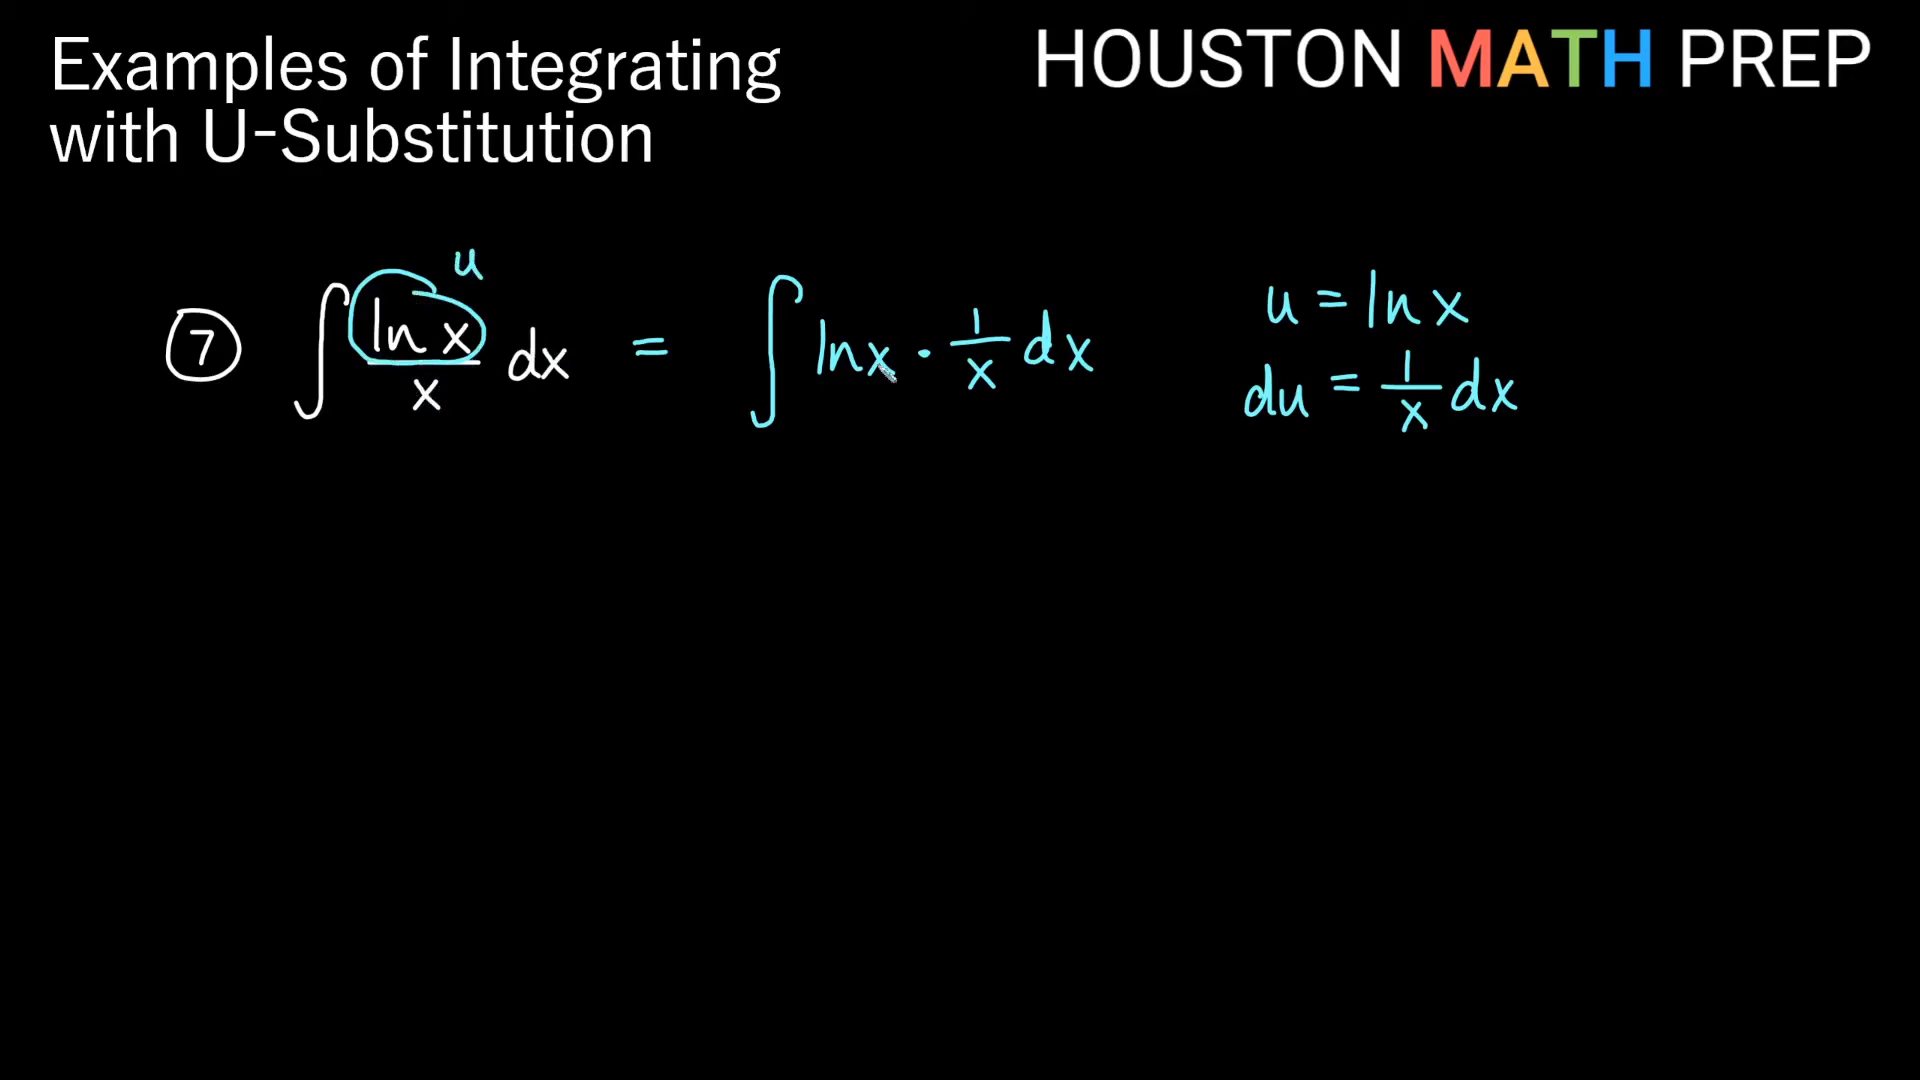 Examples of Integrating
with U-Substitution
HOUSTON MATH PREP
u
⑦ ∫ ln x / x dx = ∫ ln x · 1/x dx
u = ln x
du = 1/x dx